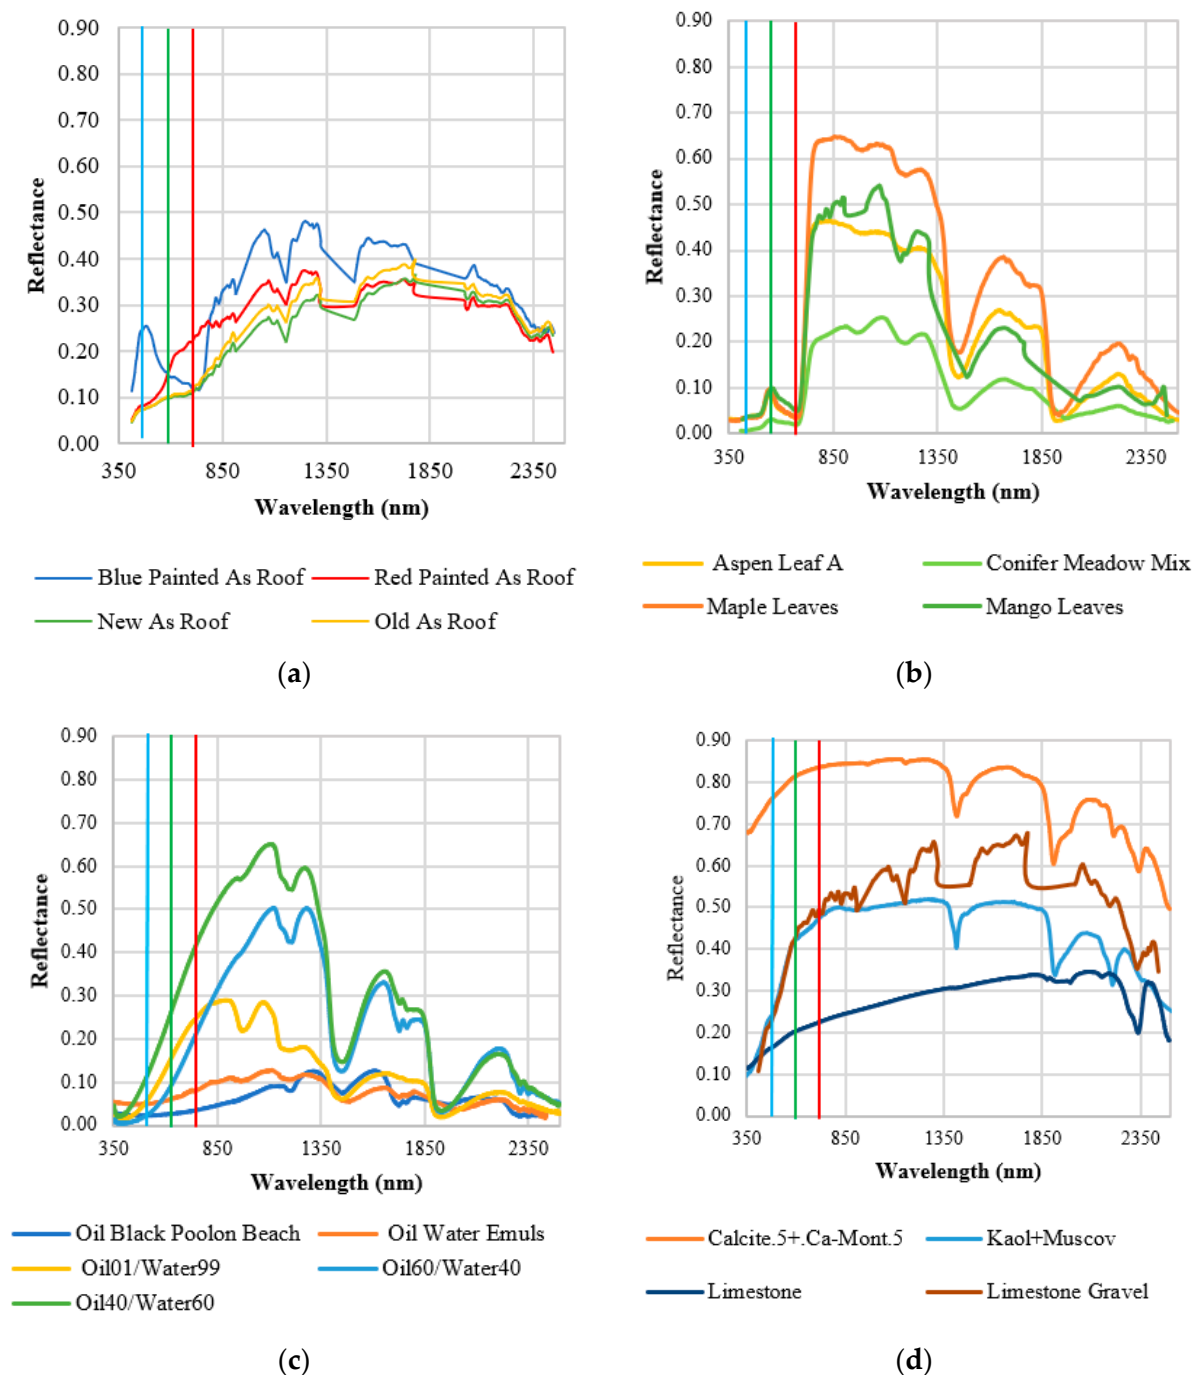 0.90
0.80
0.70
0.60
0.50
0.40
0.30
0.20
0.10
0.00
Reflectance
350 850 1350 1850 2350
Wavelength (nm)
Blue Painted As Roof Red Painted As Roof
New As Roof Old As Roof
(a)
0.90
0.80
0.70
0.60
0.50
0.40
0.30
0.20
0.10
0.00
Reflectance
350 850 1350 1850 2350
Wavelength (nm)
Aspen Leaf A Conifer Meadow Mix
Maple Leaves Mango Leaves
(b)
0.90
0.80
0.70
0.60
0.50
0.40
0.30
0.20
0.10
0.00
Reflectance
350 850 1350 1850 2350
Wavelength (nm)
Oil Black Poolon Beach Oil Water Emuls
Oil01/Water99 Oil60/Water40
Oil40/Water60
(c)
0.90
0.80
0.70
0.60
0.50
0.40
0.30
0.20
0.10
0.00
Reflectance
350 850 1350 1850 2350
Wavelength (nm)
Calcite.5+.Ca-Mont.5 Kaol+Muscov
Limestone Limestone Gravel
(d)